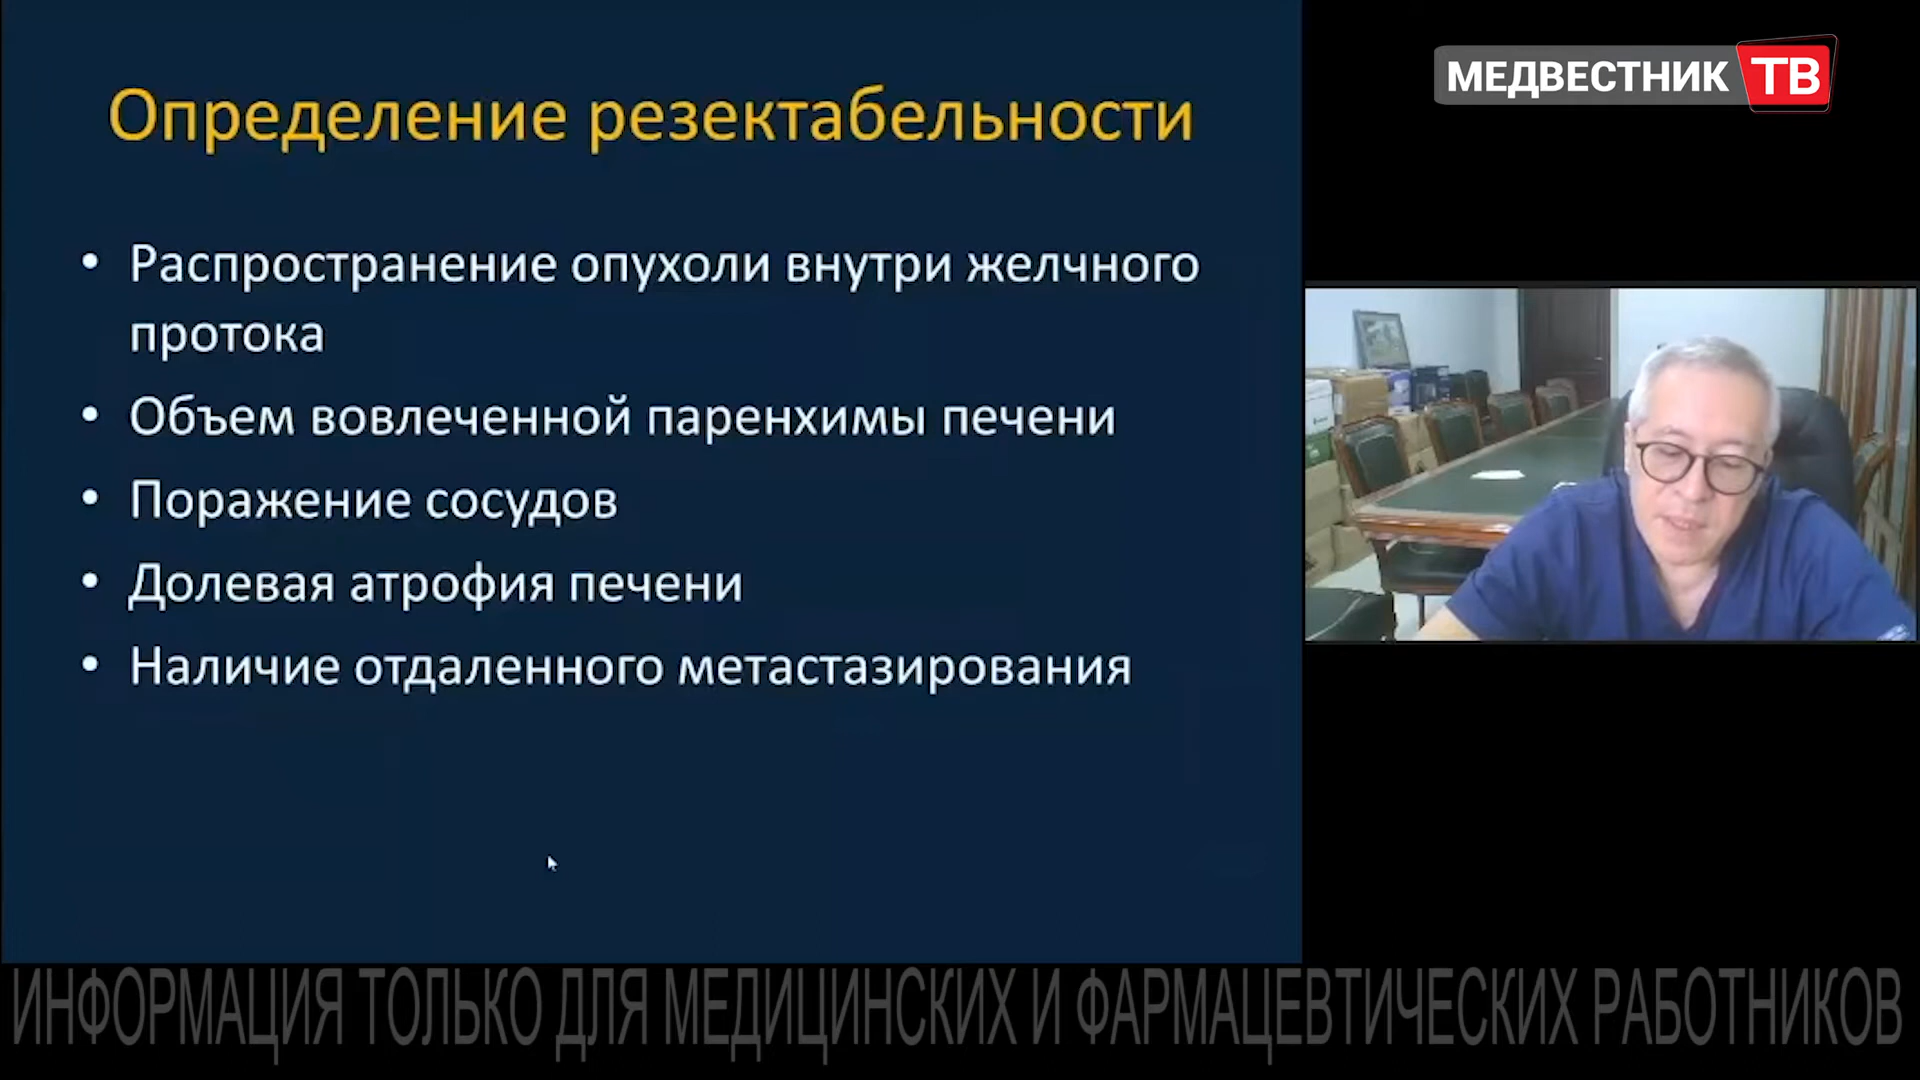 Определение резектабельности
МЕДВЕСТНИК ТВ
• Распространение опухоли внутри желчного
протока
• Объем вовлеченной паренхимы печени
• Поражение сосудов
• Долевая атрофия печени
• Наличие отдаленного метастазирования
ИНФОРМАЦИЯ ТОЛЬКО ДЛЯ МЕДИЦИНСКИХ И ФАРМАЦЕВТИЧЕСКИХ РАБОТНИКОВ